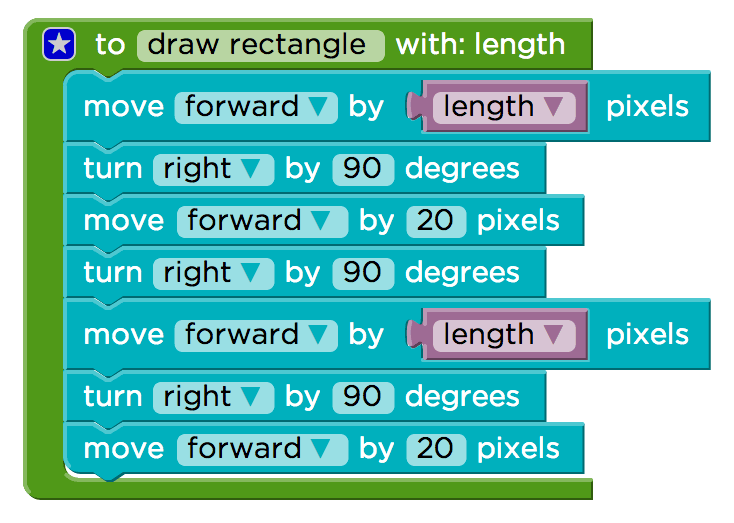 to draw rectangle with: length
move forward ▼ by length ▼ pixels
turn right ▼ by 90 degrees
move forward ▼ by 20 pixels
turn right ▼ by 90 degrees
move forward ▼ by length ▼ pixels
turn right ▼ by 90 degrees
move forward ▼ by 20 pixels